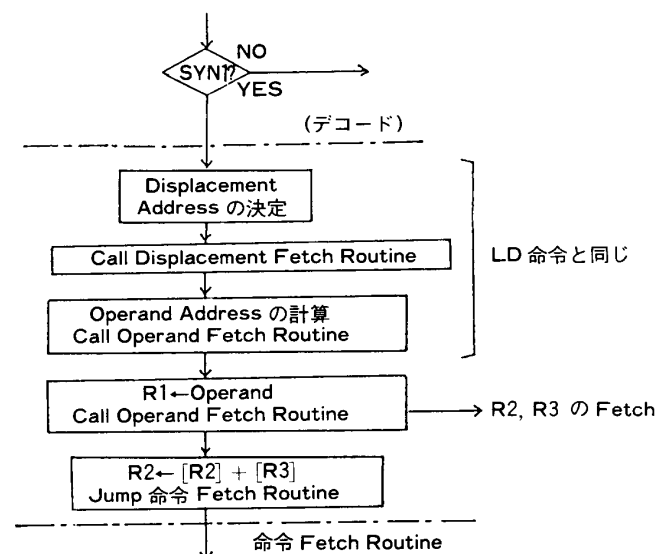 NO
SYN1?
YES
(デコード)
Displacement
Address の決定
Call Displacement Fetch Routine
LD 命令と同じ
Operand Address の計算
Call Operand Fetch Routine
R1←Operand
Call Operand Fetch Routine
R2, R3 の Fetch
R2← [R2] + [R3]
Jump 命令 Fetch Routine
命令 Fetch Routine